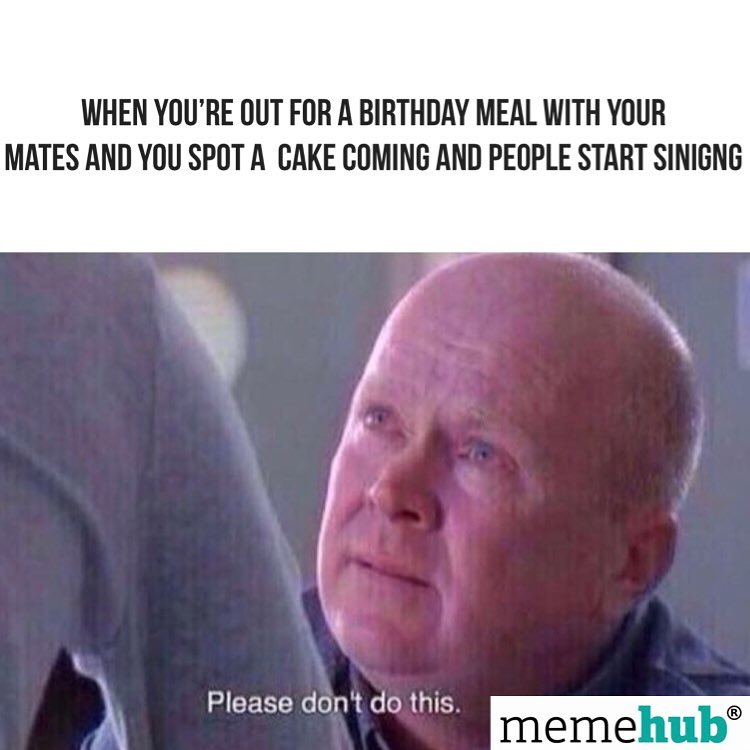 WHEN YOU’RE OUT FOR A BIRTHDAY MEAL WITH YOUR
MATES AND YOU SPOT A CAKE COMING AND PEOPLE START SINIGNG
Please don't do this.
memehub®